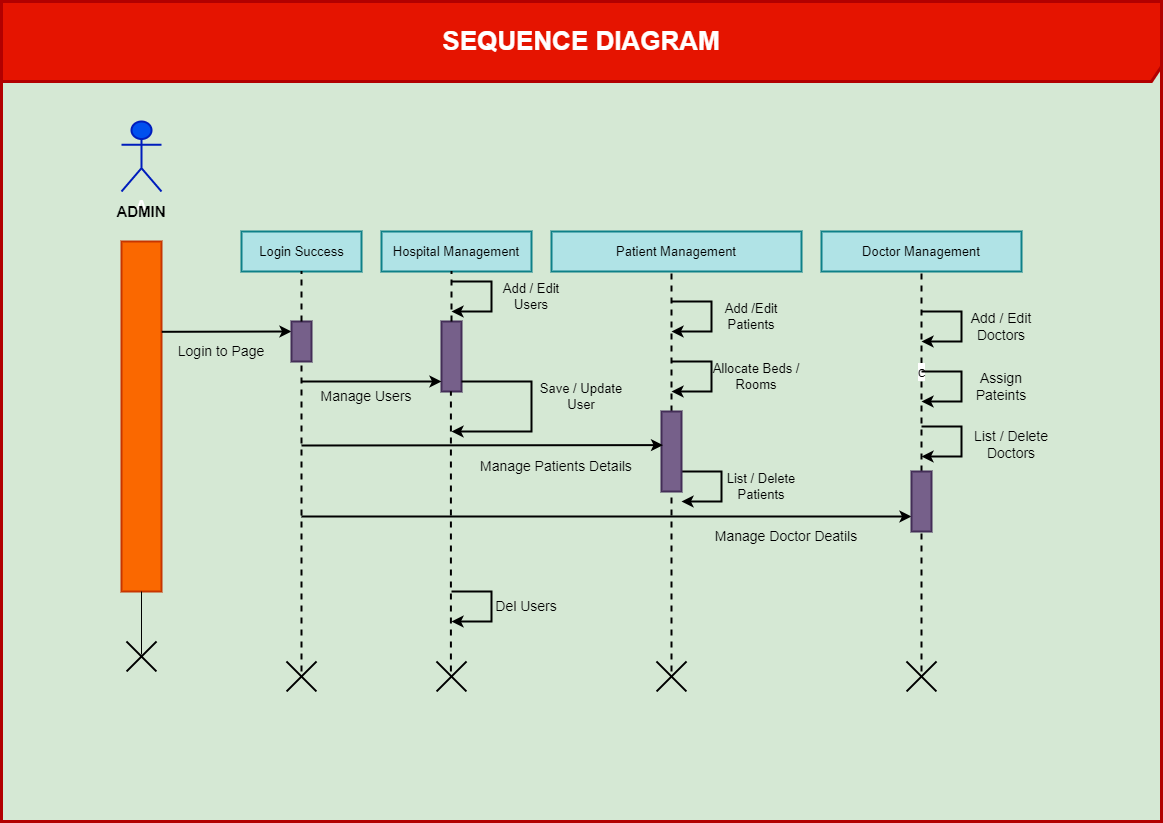 SEQUENCE DIAGRAM
ADMIN
Login Success
Hospital Management
Patient Management
Doctor Management
Add / Edit
Users
Add /Edit
Patients
Add / Edit
Doctors
Login to Page
Allocate Beds /
Rooms
C
Assign
Pateints
Manage Users
Save / Update
User
List / Delete
Doctors
Manage Patients Details
List / Delete
Patients
Manage Doctor Deatils
Del Users